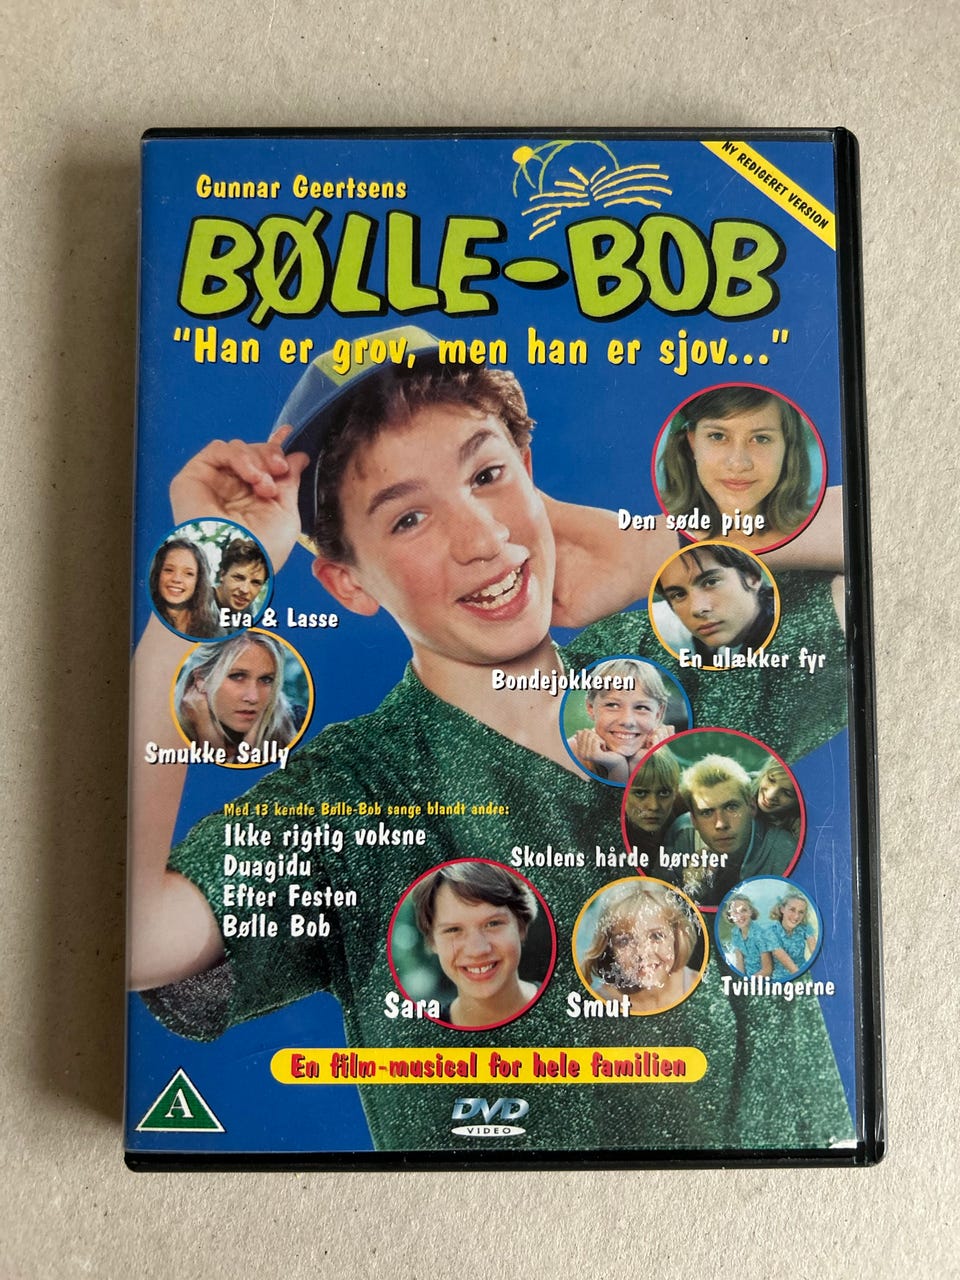 NY REDIGERET VERSION
Gunnar Geertsens
BØLLE-BOB
"Han er grov, men han er sjov..."
Den søde pige
Eva & Lasse
En ulækker fyr
Bondejokkeren
Smukke Sally
Med 13 kendte Bølle-Bob sange blandt andre:
Ikke rigtig voksne
Duagidu
Efter Festen
Bølle Bob
Skolens hårde børster
Sara
Smut
Tvillingerne
En film-musical for hele familien
A
DVD
VIDEO